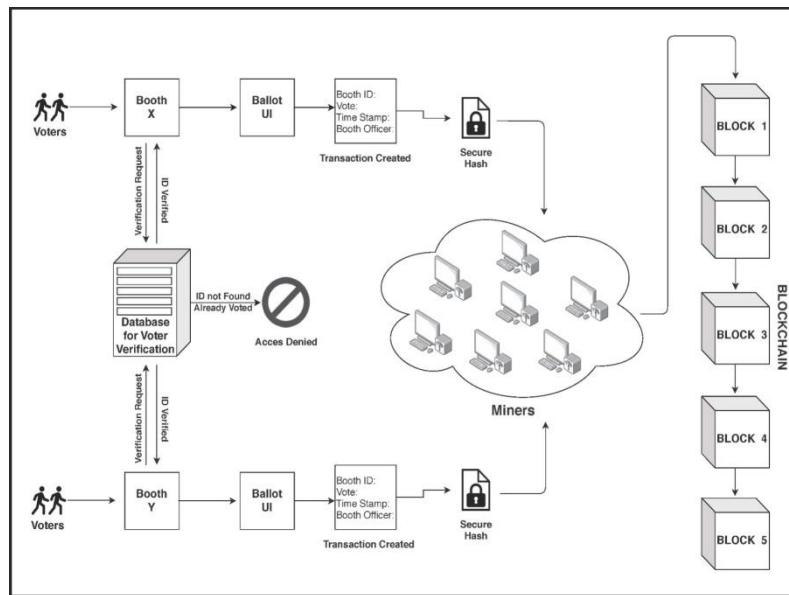 Voters
Booth
X
Ballot
UI
Booth ID:
Vote:
Time Stamp:
Booth Officer:
Transaction Created
Secure
Hash
Verification Request
ID Verified
Database
for Voter
Verification
ID not Found
Already Voted
Acces Denied
Verification Request
ID Verified
Miners
Voters
Booth
Y
Ballot
UI
Booth ID:
Vote:
Time Stamp:
Booth Officer:
Transaction Created
Secure
Hash
BLOCK 1
BLOCK 2
BLOCK 3
BLOCK 4
BLOCK 5
BLOCKCHAIN